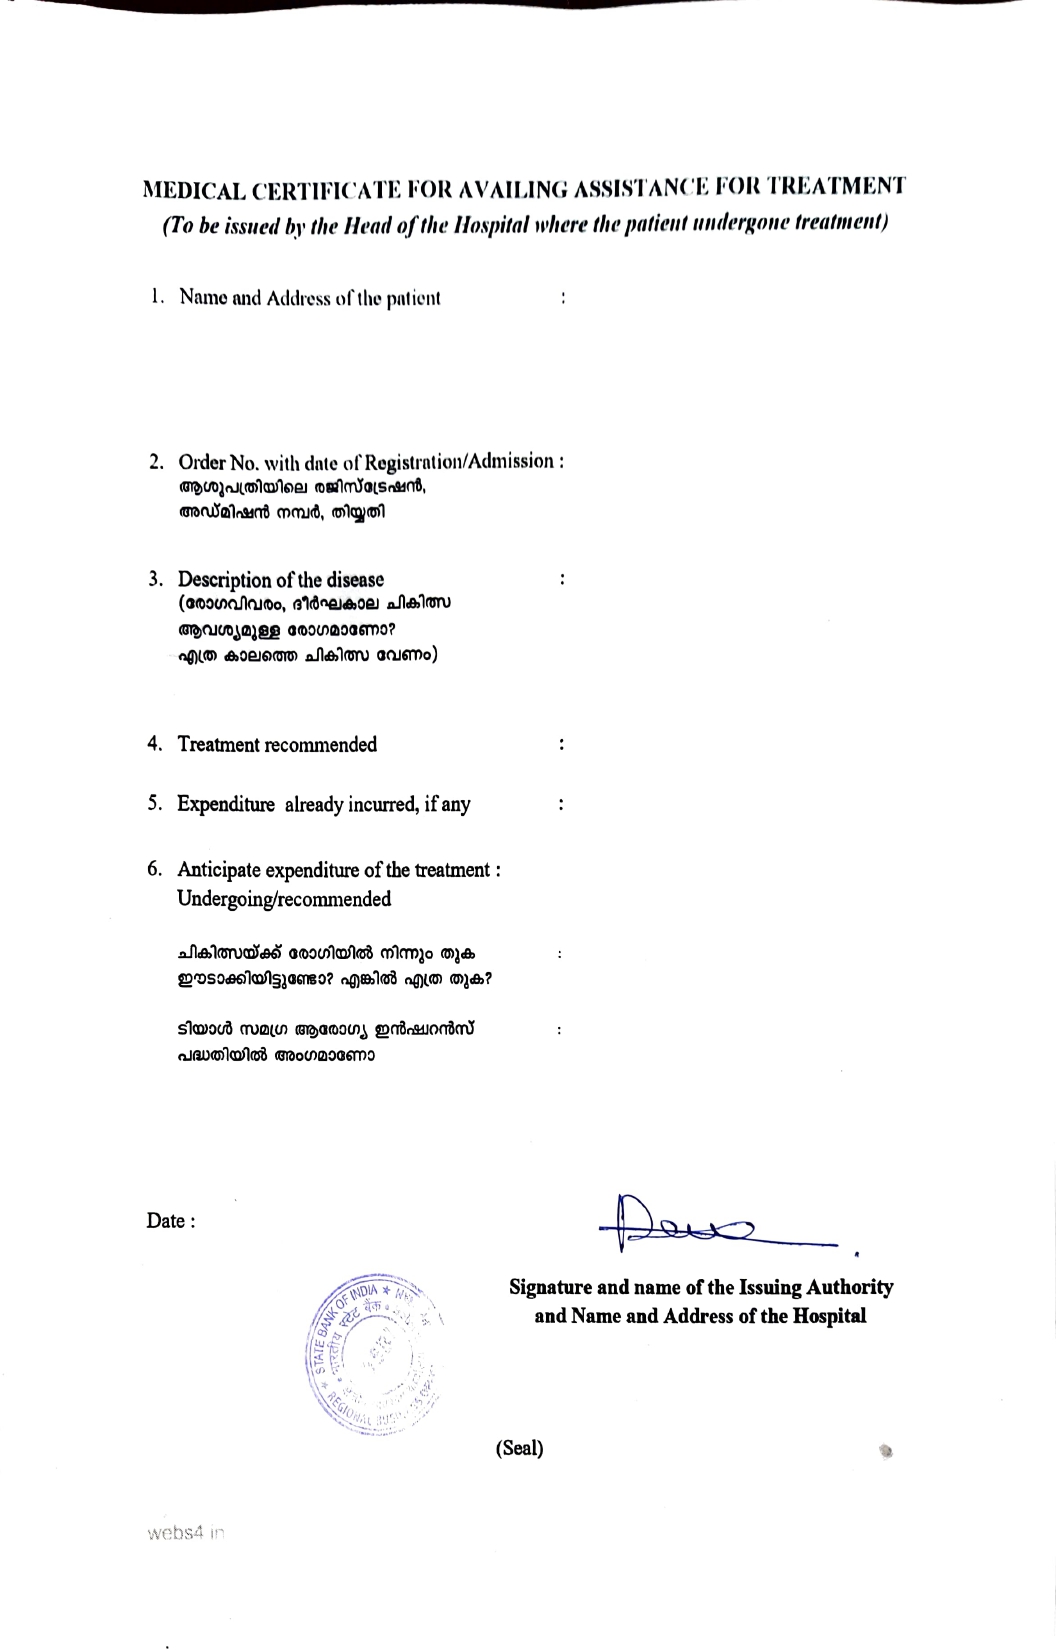 MEDICAL CERTIFICATE FOR AVAILING ASSISTANCE FOR TREATMENT
(To be issued by the Head of the Hospital where the patient undergone treatment)
1. Name and Address of the patient :
2. Order No. with date of Registration/Admission :
ആശുപത്രിയിലെ രജിസ്ട്രേഷൻ,
അഡ്മിഷൻ നമ്പർ, തിയ്യതി
3. Description of the disease :
(രോഗവിവരം, ദീർഘകാല ചികിത്സ
ആവശ്യമുള്ള രോഗമാണോ?
എത്ര കാലത്തെ ചികിത്സ വേണം)
4. Treatment recommended :
5. Expenditure already incurred, if any :
6. Anticipate expenditure of the treatment :
Undergoing/recommended
ചികിത്സയ്ക്ക് രോഗിയിൽ നിന്നും തുക :
ഈടാക്കിയിട്ടുണ്ടോ? എങ്കിൽ എത്ര തുക?
ടിയാൾ സമഗ്ര ആരോഗ്യ ഇൻഷുറൻസ് :
പദ്ധതിയിൽ അംഗമാണോ
Date :
Signature and name of the Issuing Authority
and Name and Address of the Hospital
STATE BANK OF INDIA
भारतीय स्टेट बैंक
REGIONAL
(Seal)
webs4 in